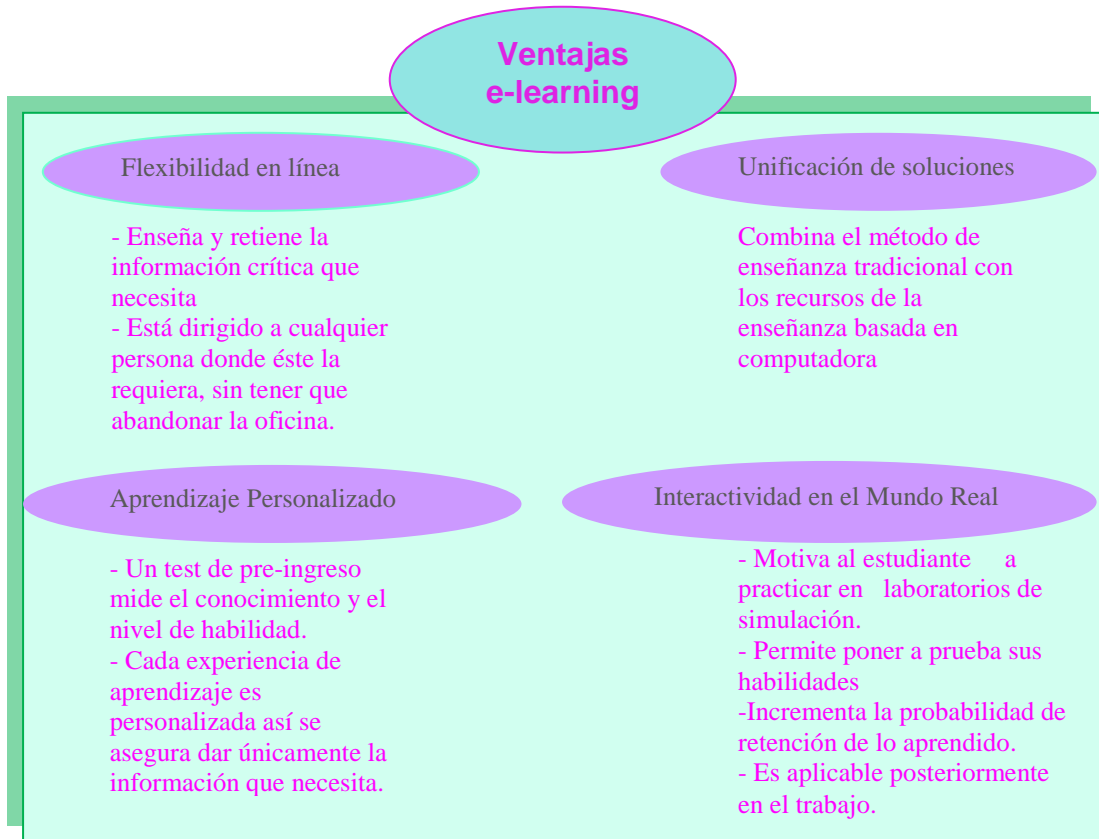 Ventajas
e-learning
Flexibilidad en línea
- Enseña y retiene la
información crítica que
necesita
- Está dirigido a cualquier
persona donde éste la
requiera, sin tener que
abandonar la oficina.
Unificación de soluciones
Combina el método de
enseñanza tradicional con
los recursos de la
enseñanza basada en
computadora
Aprendizaje Personalizado
- Un test de pre-ingreso
mide el conocimiento y el
nivel de habilidad.
- Cada experiencia de
aprendizaje es
personalizada así se
asegura dar únicamente la
información que necesita.
Interactividad en el Mundo Real
- Motiva al estudiante a
practicar en laboratorios de
simulación.
- Permite poner a prueba sus
habilidades
-Incrementa la probabilidad de
retención de lo aprendido.
- Es aplicable posteriormente
en el trabajo.